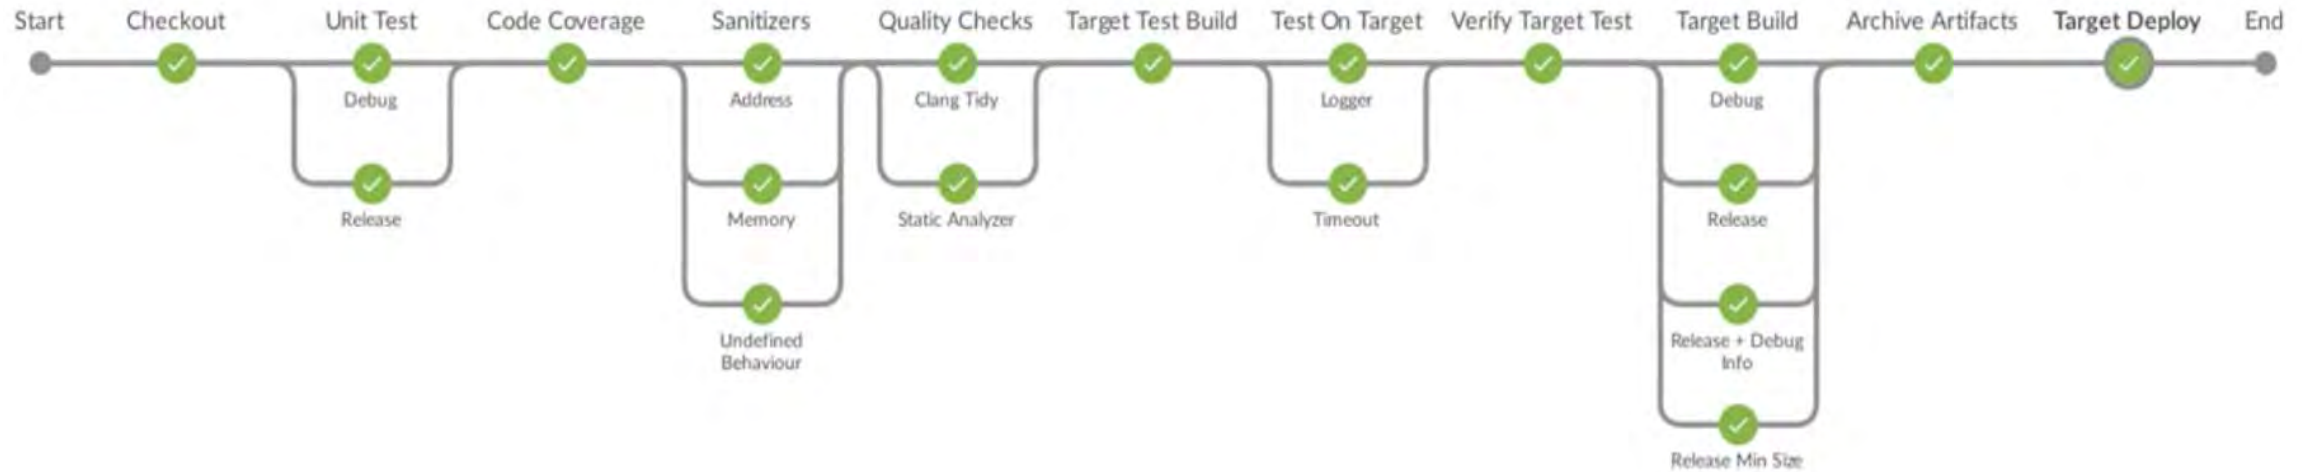 Start
Checkout
Unit Test
Code Coverage
Sanitizers
Quality Checks
Target Test Build
Test On Target
Verify Target Test
Target Build
Archive Artifacts
Target Deploy
End
Debug
Address
Clang Tidy
Logger
Debug
Release
Memory
Static Analyzer
Timeout
Release
Undefined
Behaviour
Release + Debug
Info
Release Min Size